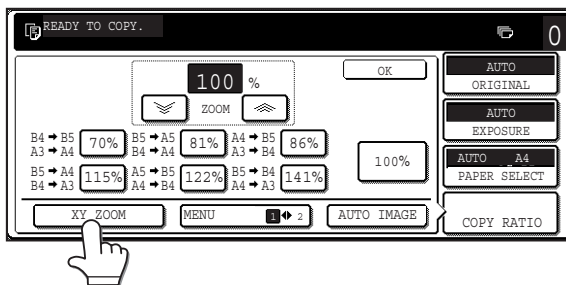 READY TO COPY.
0
100 %
ZOOM
OK
B4 → B5
A3 → A4
70%
B5 → A5
B4 → A4
81%
A4 → B4
A3 → B4
86%
100%
B5 → A4
B4 → A3
115%
A5 → B5
A4 → B4
122%
B5 → B4
A4 → A3
141%
XY ZOOM
MENU
1 2
AUTO IMAGE
AUTO
ORIGINAL
AUTO
EXPOSURE
AUTO A4
PAPER SELECT
COPY RATIO